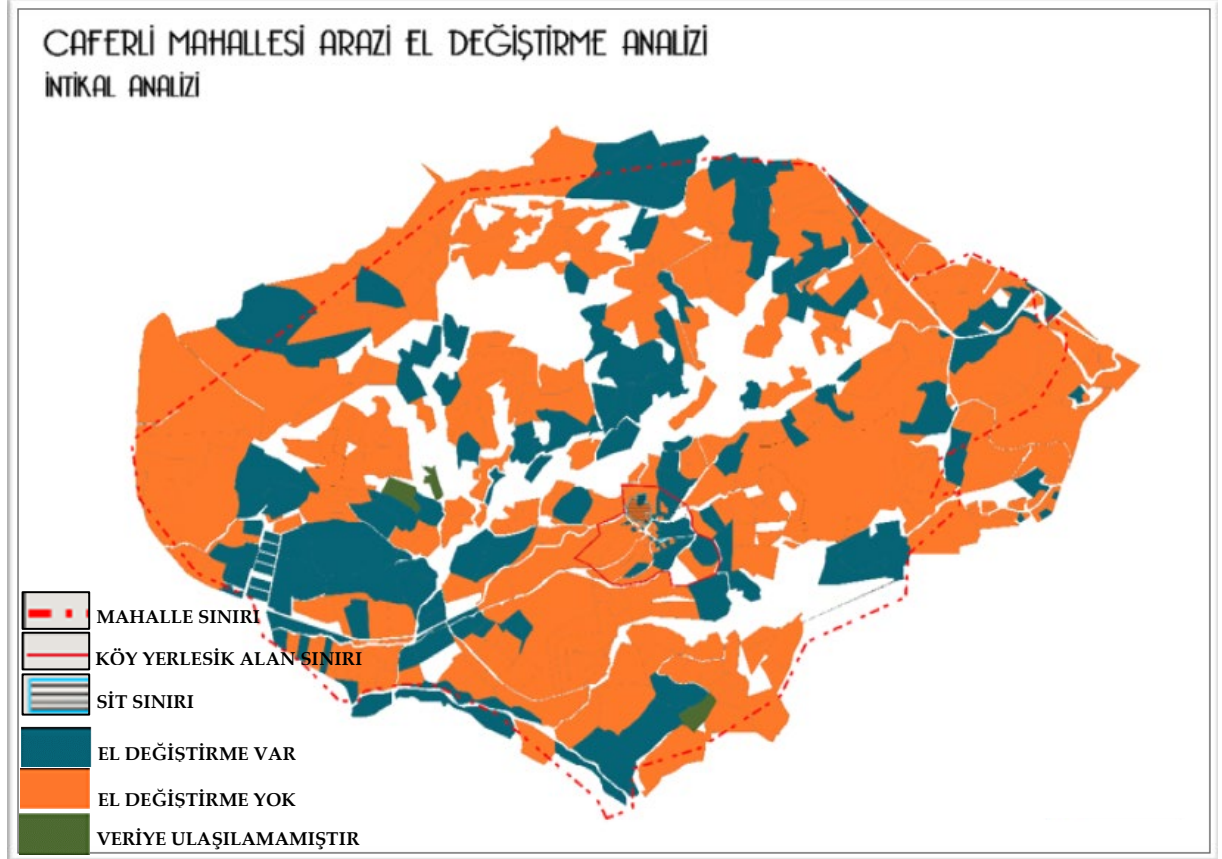 CAFERLİ MAHALLESİ ARAZİ EL DEĞİŞTİRME ANALİZİ
İNTİKAL ANALİZİ
MAHALLE SINIRI
KÖY YERLESİK ALAN SINIRI
SİT SINIRI
EL DEĞİŞTİRME VAR
EL DEĞİŞTİRME YOK
VERİYE ULAŞILAMAMIŞTIR